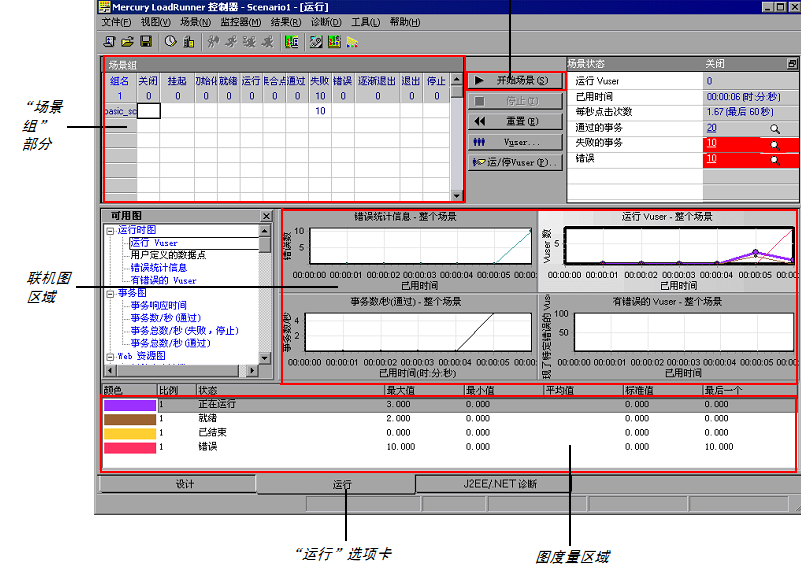 Mercury LoadRunner 控制器 - Scenario1 - [运行]
文件(F) 视图(V) 场景(N) 监控器(M) 结果(R) 诊断(D) 工具(L) 帮助(H)
场景组
组名 关闭 挂起 初始化 就绪 运行 集合点 通过 失败 错误 逐渐退出 退出 停止
1 0 0 0 0 0 0 0 10 0 0 0 0
basic_sc 10
开始场景(S)
停止(T)
重置(E)
Vuser...
运/停Vuser(P)..
场景状态 关闭
运行 Vuser 0
已用时间 00:00:06 (时:分:秒)
每秒点击次数 1.67 (最后 60秒)
通过的事务 20
失败的事务 10
错误 10
“场景
组”
部分
可用图
运行时图
运行 Vuser
用户定义的数据点
错误统计信息
有错误的 Vuser
事务图
事务响应时间
事务数/秒(通过)
事务总数/秒(失败,停止)
事务总数/秒(通过)
Web 资源图
联机图
区域
错误统计信息 - 整个场景
错误数
10
5
00:00:00 00:00:01 00:00:02 00:00:03 00:00:04 00:00:05 00:00
已用时间
运行 Vuser - 整个场景
Vuser 数
5
00:00:00 00:00:01 00:00:02 00:00:03 00:00:04 00:00:05 00:00
已用时间
事务数/秒(通过) - 整个场景
事务数/秒
4
2
00:00:00 00:00:01 00:00:02 00:00:03 00:00:04 00:00:05 00:00
已用时间(时:分:秒)
有错误的 Vuser - 整个场景
现了特定错误的 Vus
100
50
00:00:00 00:00:01 00:00:02 00:00:03 00:00:04 00:00:05 00:00:
已用时间
颜色 比例 状态 最大值 最小值 平均值 标准值 最后一个
1 正在运行 3.000 0.000 0.000 0.000
1 就绪 2.000 0.000 0.000 0.000
1 已结束 0.000 0.000 0.000 0.000
1 错误 10.000 0.000 0.000 10.000
设计 运行 J2EE/.NET 诊断
“运行”选项卡
图度量区域